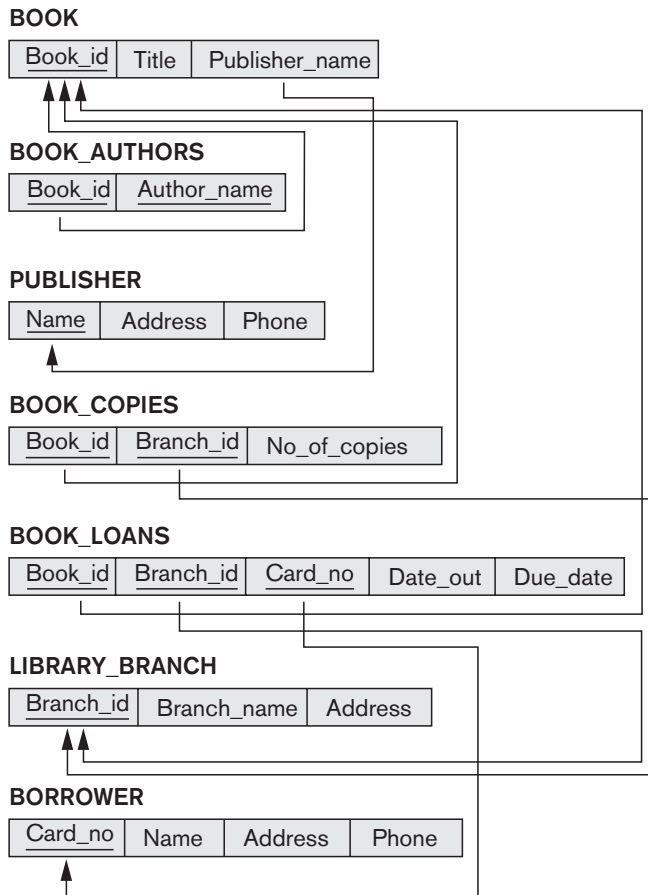 BOOK
Book_id Title Publisher_name
BOOK_AUTHORS
Book_id Author_name
PUBLISHER
Name Address Phone
BOOK_COPIES
Book_id Branch_id No_of_copies
BOOK_LOANS
Book_id Branch_id Card_no Date_out Due_date
LIBRARY_BRANCH
Branch_id Branch_name Address
BORROWER
Card_no Name Address Phone